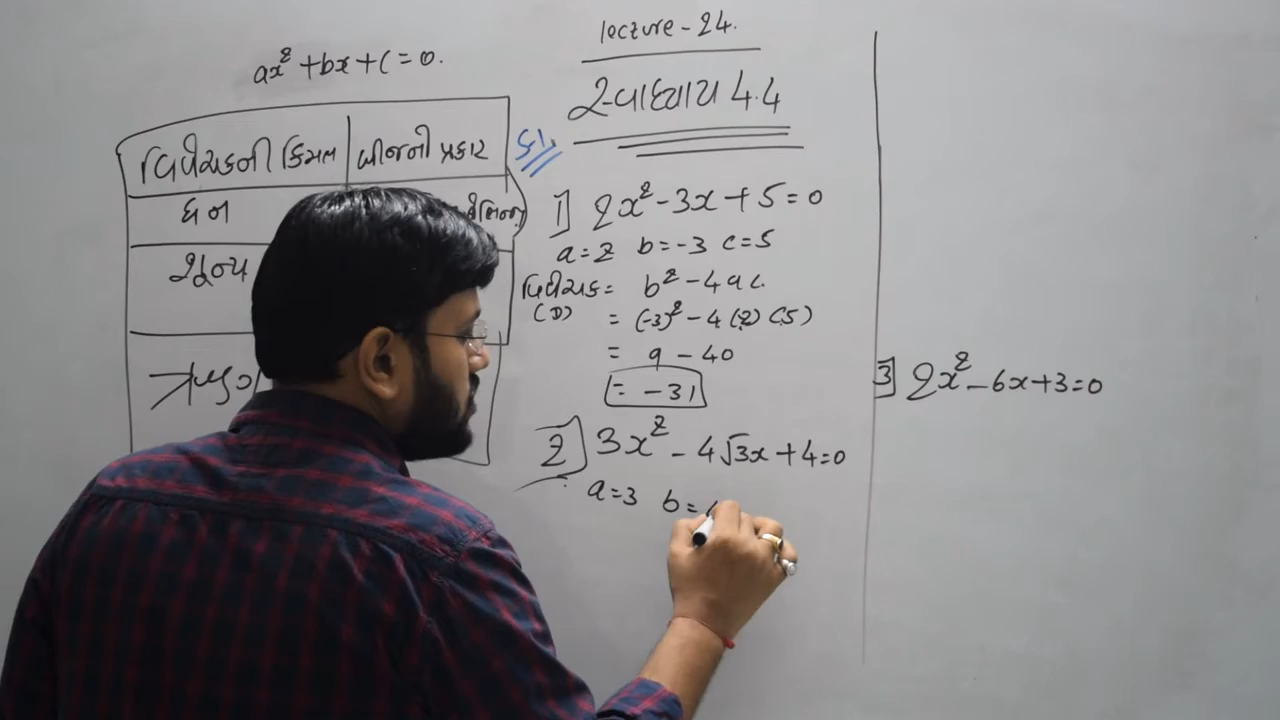 lecture - 24.
ax² + bx + c = 0.
સ્વાધ્યાય 4.4
વિવેચકની કિંમત બીજનો પ્રકાર
ધન
શૂન્ય
1] 2x² - 3x + 5 = 0
a = 2 b = -3 c = 5
વિવેચક = b² - 4ac.
(D) = (-3)² - 4 (2) (5)
= 9 - 40
= -31
2] 3x² - 4√3x + 4 = 0
a = 3 b =
3] 2x² - 6x + 3 = 0